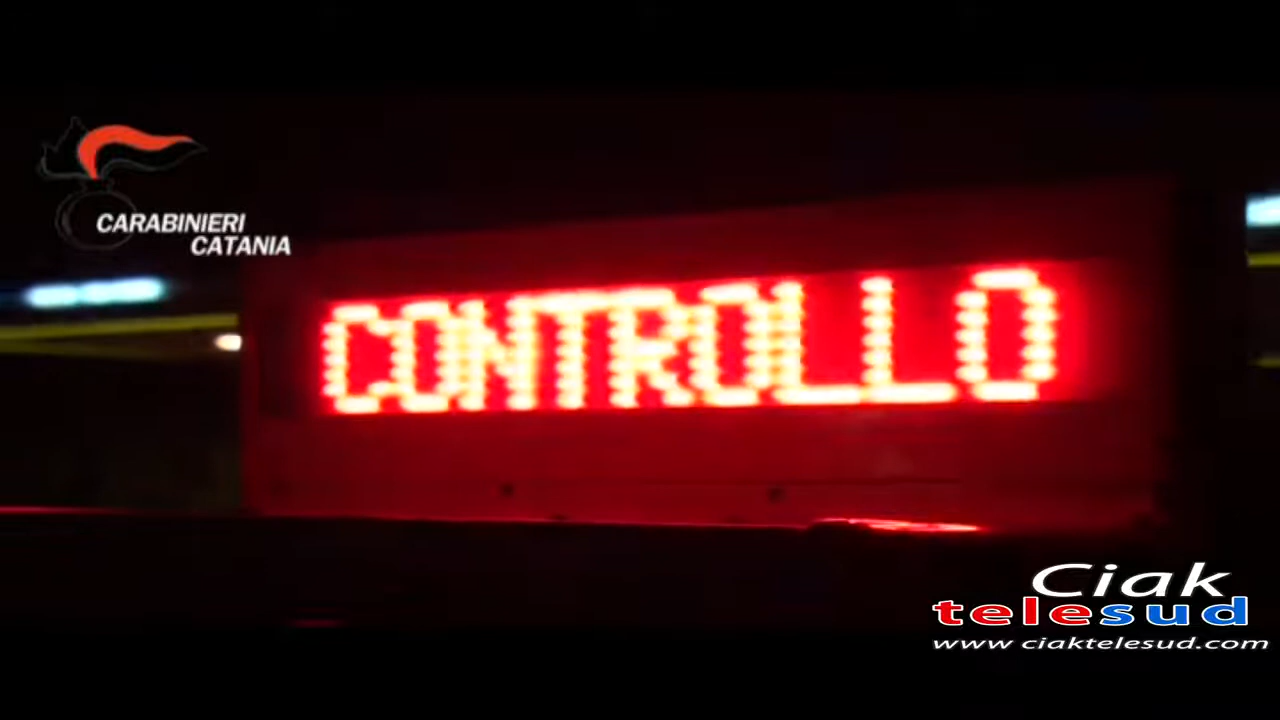 CARABINIERI
CATANIA
CONTROLLO
Ciak
telesud
www.ciaktelesud.com